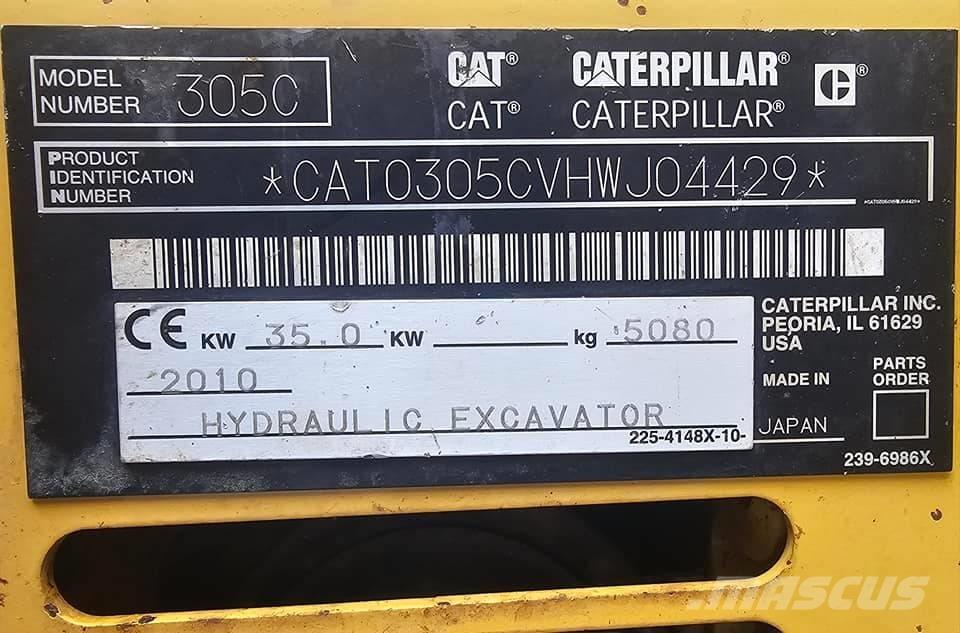 MODEL NUMBER 305C
CAT® CATERPILLAR® C®
CAT® CATERPILLAR®
PRODUCT IDENTIFICATION NUMBER *CAT0305CVHWJ04429*
*CAT0305CVHWJ04429*
CE KW 35.0 KW kg 5080
2010
HYDRAULIC EXCAVATOR
225-4148X-10-
CATERPILLAR INC.
PEORIA, IL 61629
USA
MADE IN JAPAN
PARTS ORDER
239-6986X
MASCUS